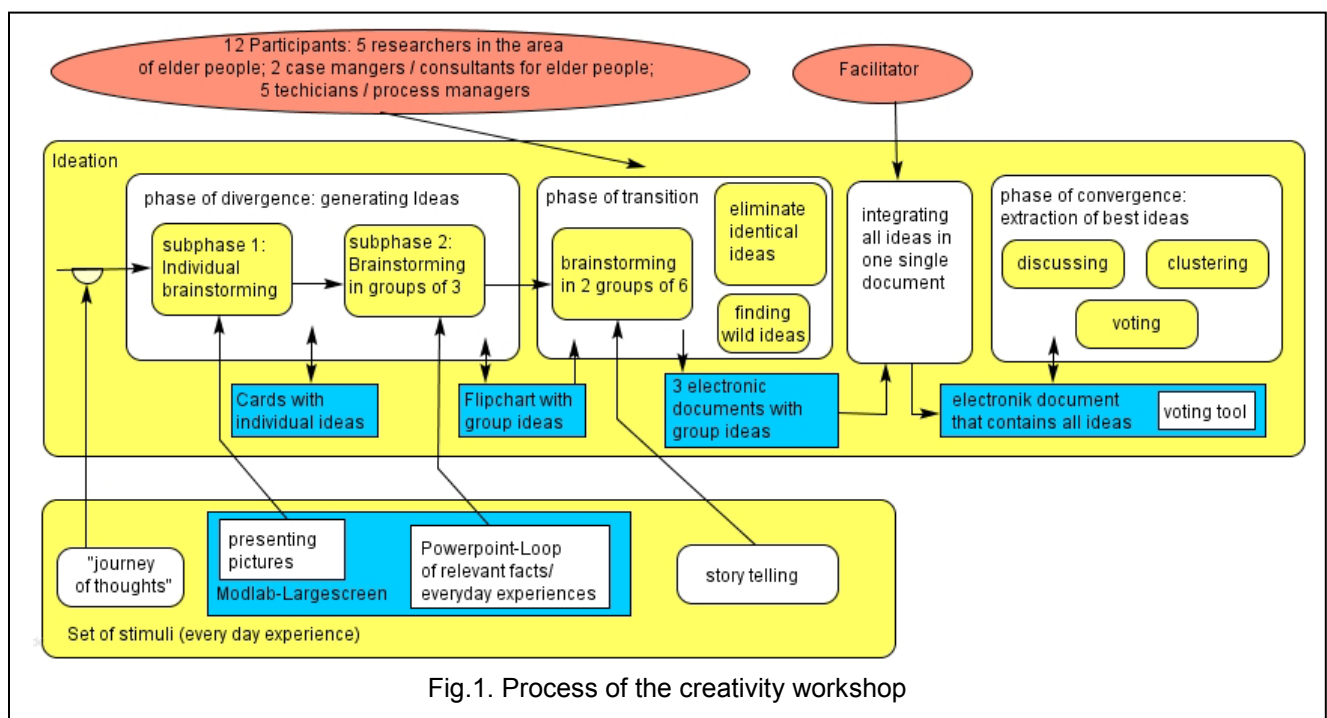 12 Participants: 5 researchers in the area
of elder people; 2 case mangers / consultants for elder people;
5 techicians / process managers
Facilitator
Ideation
phase of divergence: generating Ideas
subphase 1:
Individual
brainstorming
subphase 2:
Brainstorming
in groups of 3
phase of transition
brainstorming
in 2 groups of 6
eliminate
identical
ideas
finding
wild ideas
integrating
all ideas in
one single
document
phase of convergence:
extraction of best ideas
discussing
clustering
voting
Cards with
individual ideas
Flipchart with
group ideas
3 electronic
documents with
group ideas
electronik document
that contains all ideas
voting tool
"journey
of thoughts"
presenting
pictures
Modlab-Largescreen
Powerpoint-Loop
of relevant facts/
everyday experiences
story telling
Set of stimuli (every day experience)
Fig.1. Process of the creativity workshop